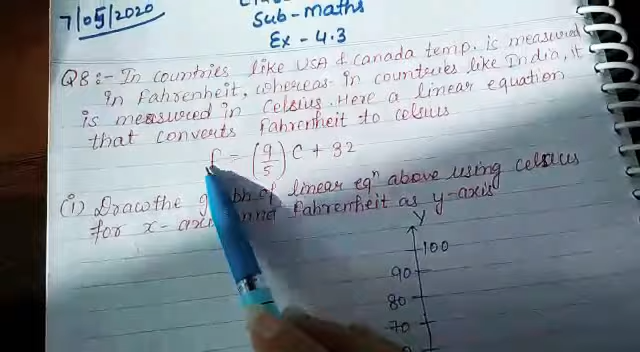 7/05/2020
Sub-maths
Ex-4.3
Q8:- In countries like USA & Canada temp. is measured
in Fahrenheit, whereas in countries like India, it
is measured in Celsius. Here a linear equation
that converts Fahrenheit to celsius
F = (9/5) C + 32
(i) Draw the graph of linear eqⁿ above using celsius
for x-axis and Fahrenheit as y-axis
y
100
90
80
70